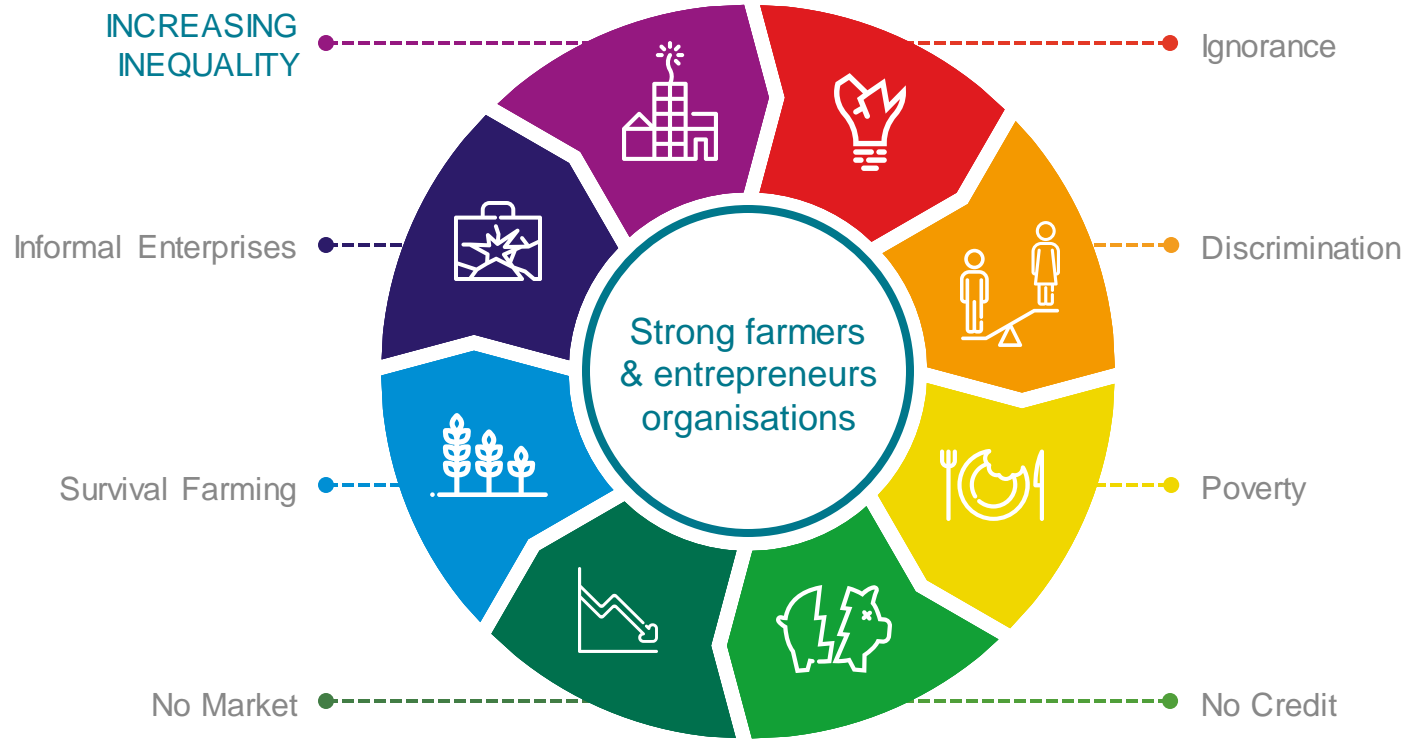 INCREASING
INEQUALITY
Ignorance
Informal Enterprises
Discrimination
Strong farmers
& entrepreneurs
organisations
Survival Farming
Poverty
No Market
No Credit